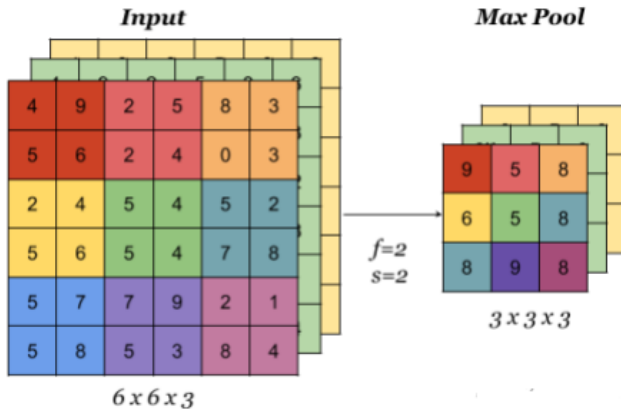 Input
Max Pool
4 9 2 5 8 3
5 6 2 4 0 3
2 4 5 4 5 2
5 6 5 4 7 8
5 7 7 9 2 1
5 8 5 3 8 4
6 x 6 x 3
f=2
s=2
9 5 8
6 5 8
8 9 8
3 x 3 x 3